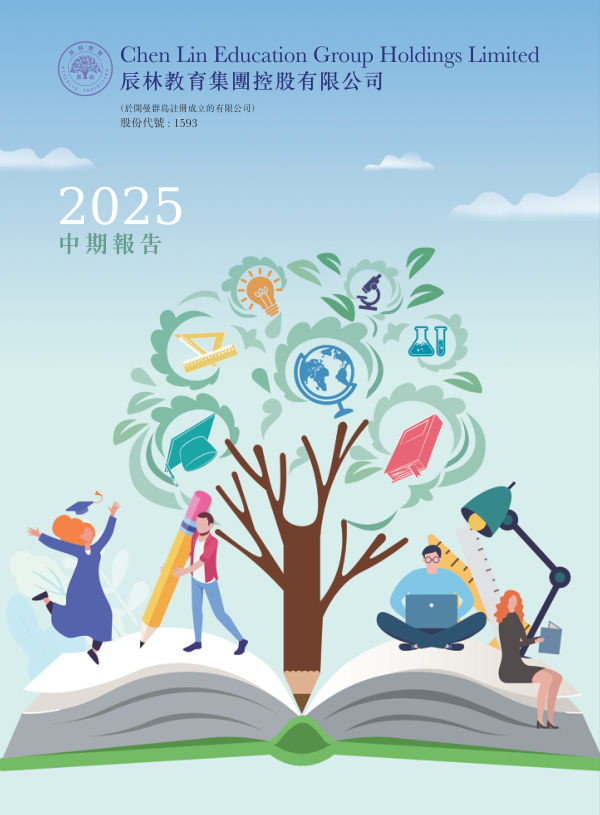 Chen Lin Education Group Holdings Limited
辰林教育集團控股有限公司
(於開曼群島註冊成立的有限公司)
股份代號 : 1593
2025
中期報告